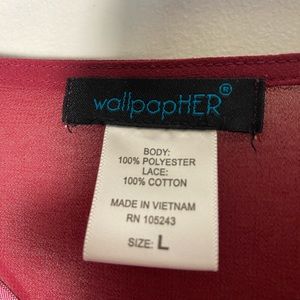 wallpapHER®
BODY:
100% POLYESTER
LACE:
100% COTTON
MADE IN VIETNAM
RN 105243
SIZE: L